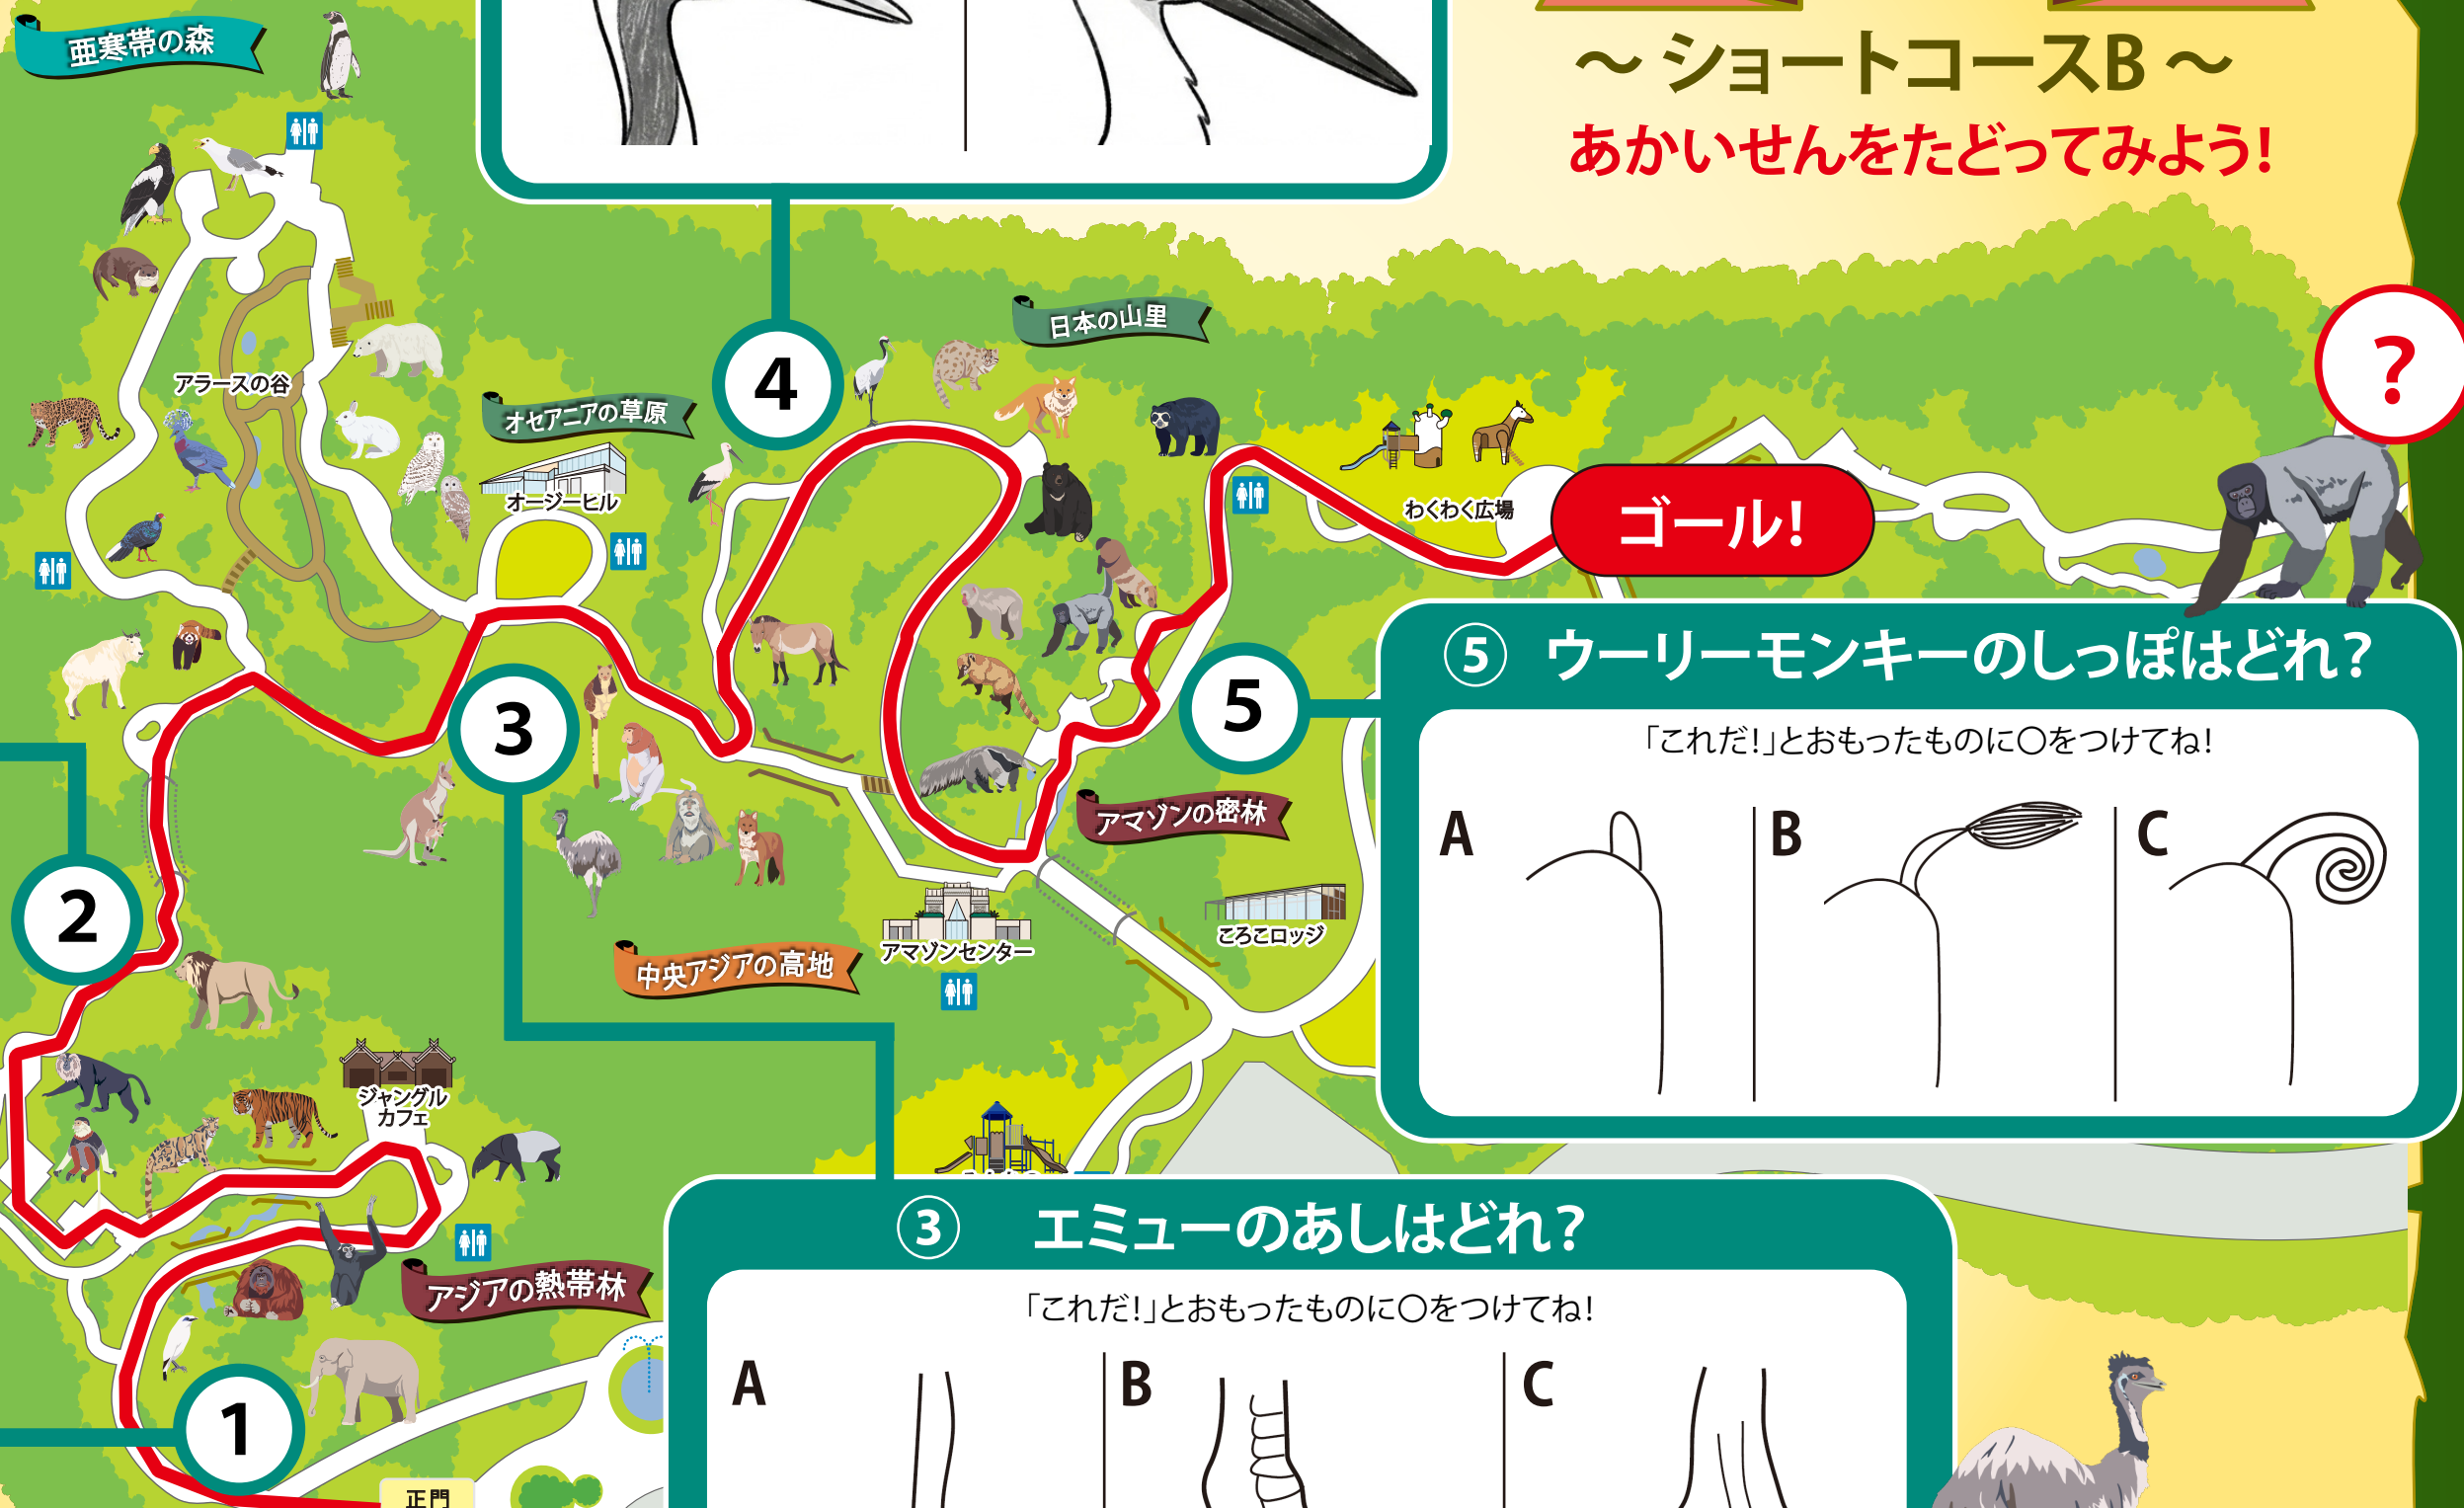 亜寒帯の森
～ ショートコースB ～
あかいせんをたどってみよう!
日本の山里
アラースの谷
4
?
オセアニアの草原
オージーヒル
わくわく広場
ゴール!
3
5
⑤ ウーリーモンキーのしっぽはどれ?
「これだ!」とおもったものに〇をつけてね!
A
B
C
アマゾンの密林
2
ころころロッジ
アマゾンセンター
中央アジアの高地
ジャングル
カフェ
③ エミューのあしはどれ?
アジアの熱帯林
「これだ!」とおもったものに〇をつけてね!
A
B
C
1
正門